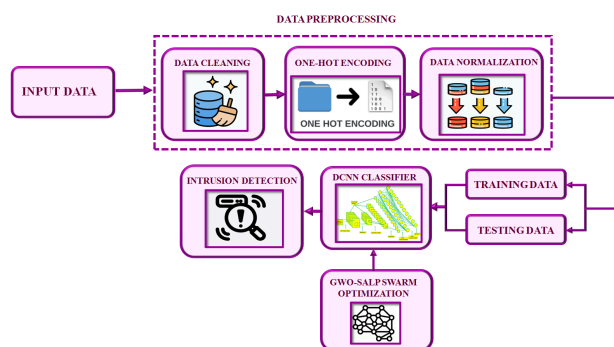 DATA PREPROCESSING
INPUT DATA
DATA CLEANING
ONE-HOT ENCODING
ONE HOT ENCODING
DATA NORMALIZATION
INTRUSION DETECTION
DCNN CLASSIFIER
TRAINING DATA
TESTING DATA
GWO-SALP SWARM
OPTIMIZATION